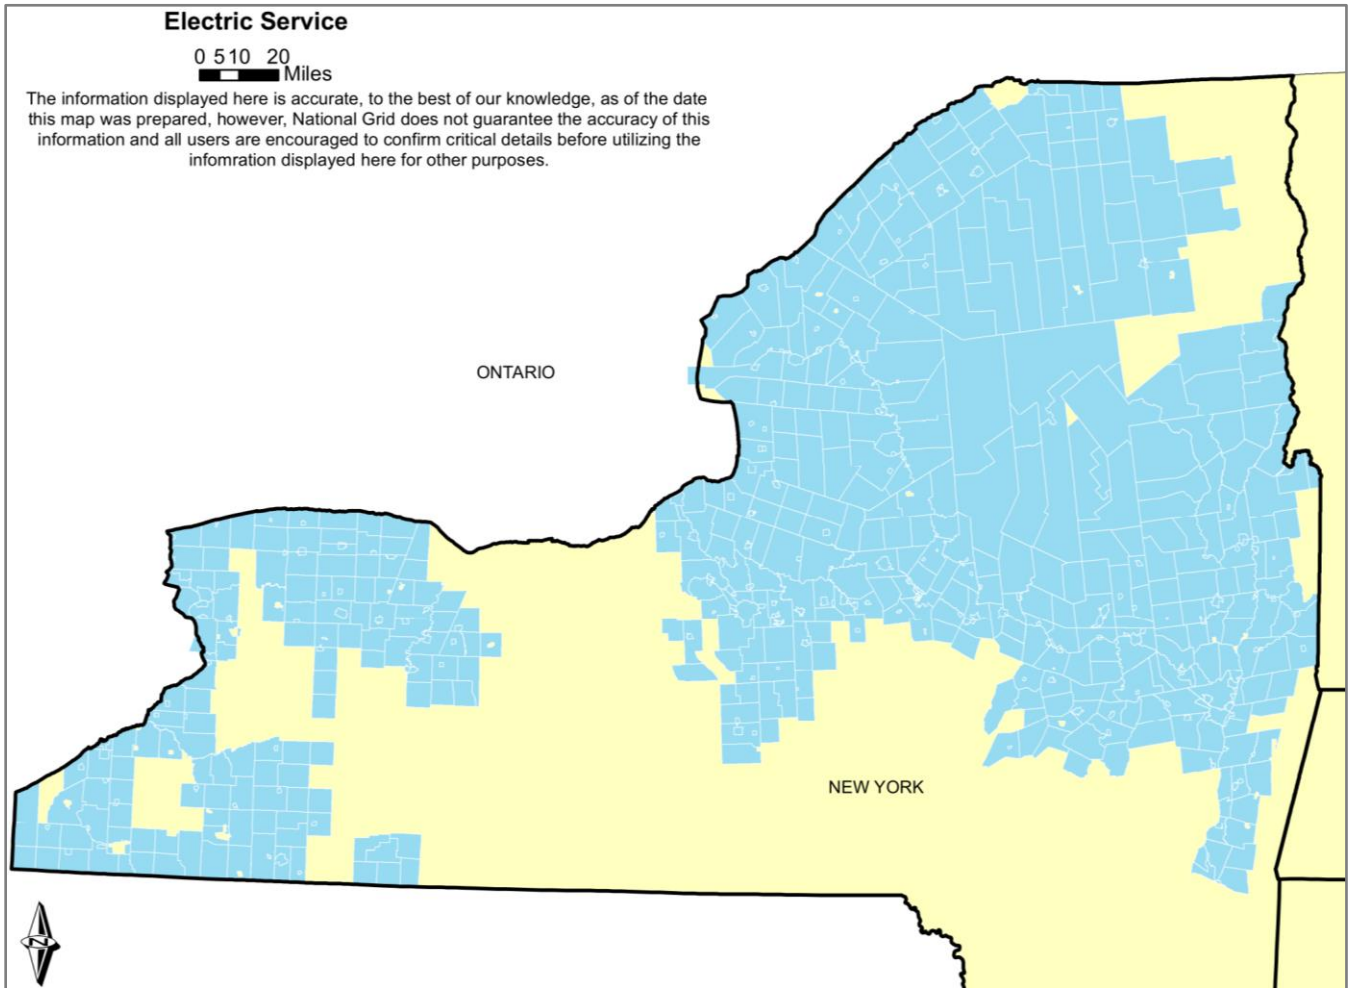 Electric Service
0 5 10 20
Miles
The information displayed here is accurate, to the best of our knowledge, as of the date
this map was prepared, however, National Grid does not guarantee the accuracy of this
information and all users are encouraged to confirm critical details before utilizing the
infomration displayed here for other purposes.
ONTARIO
NEW YORK
N